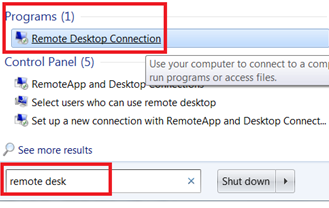 Programs (1)
Remote Desktop Connection
Control Panel (5)
Use your computer to connect to a
run programs or access files.
RemoteApp and Desktop Connections
Select users who can use remote desktop
Set up a new connection with RemoteApp and Desktop Connect...
See more results
remote desk
Shut down